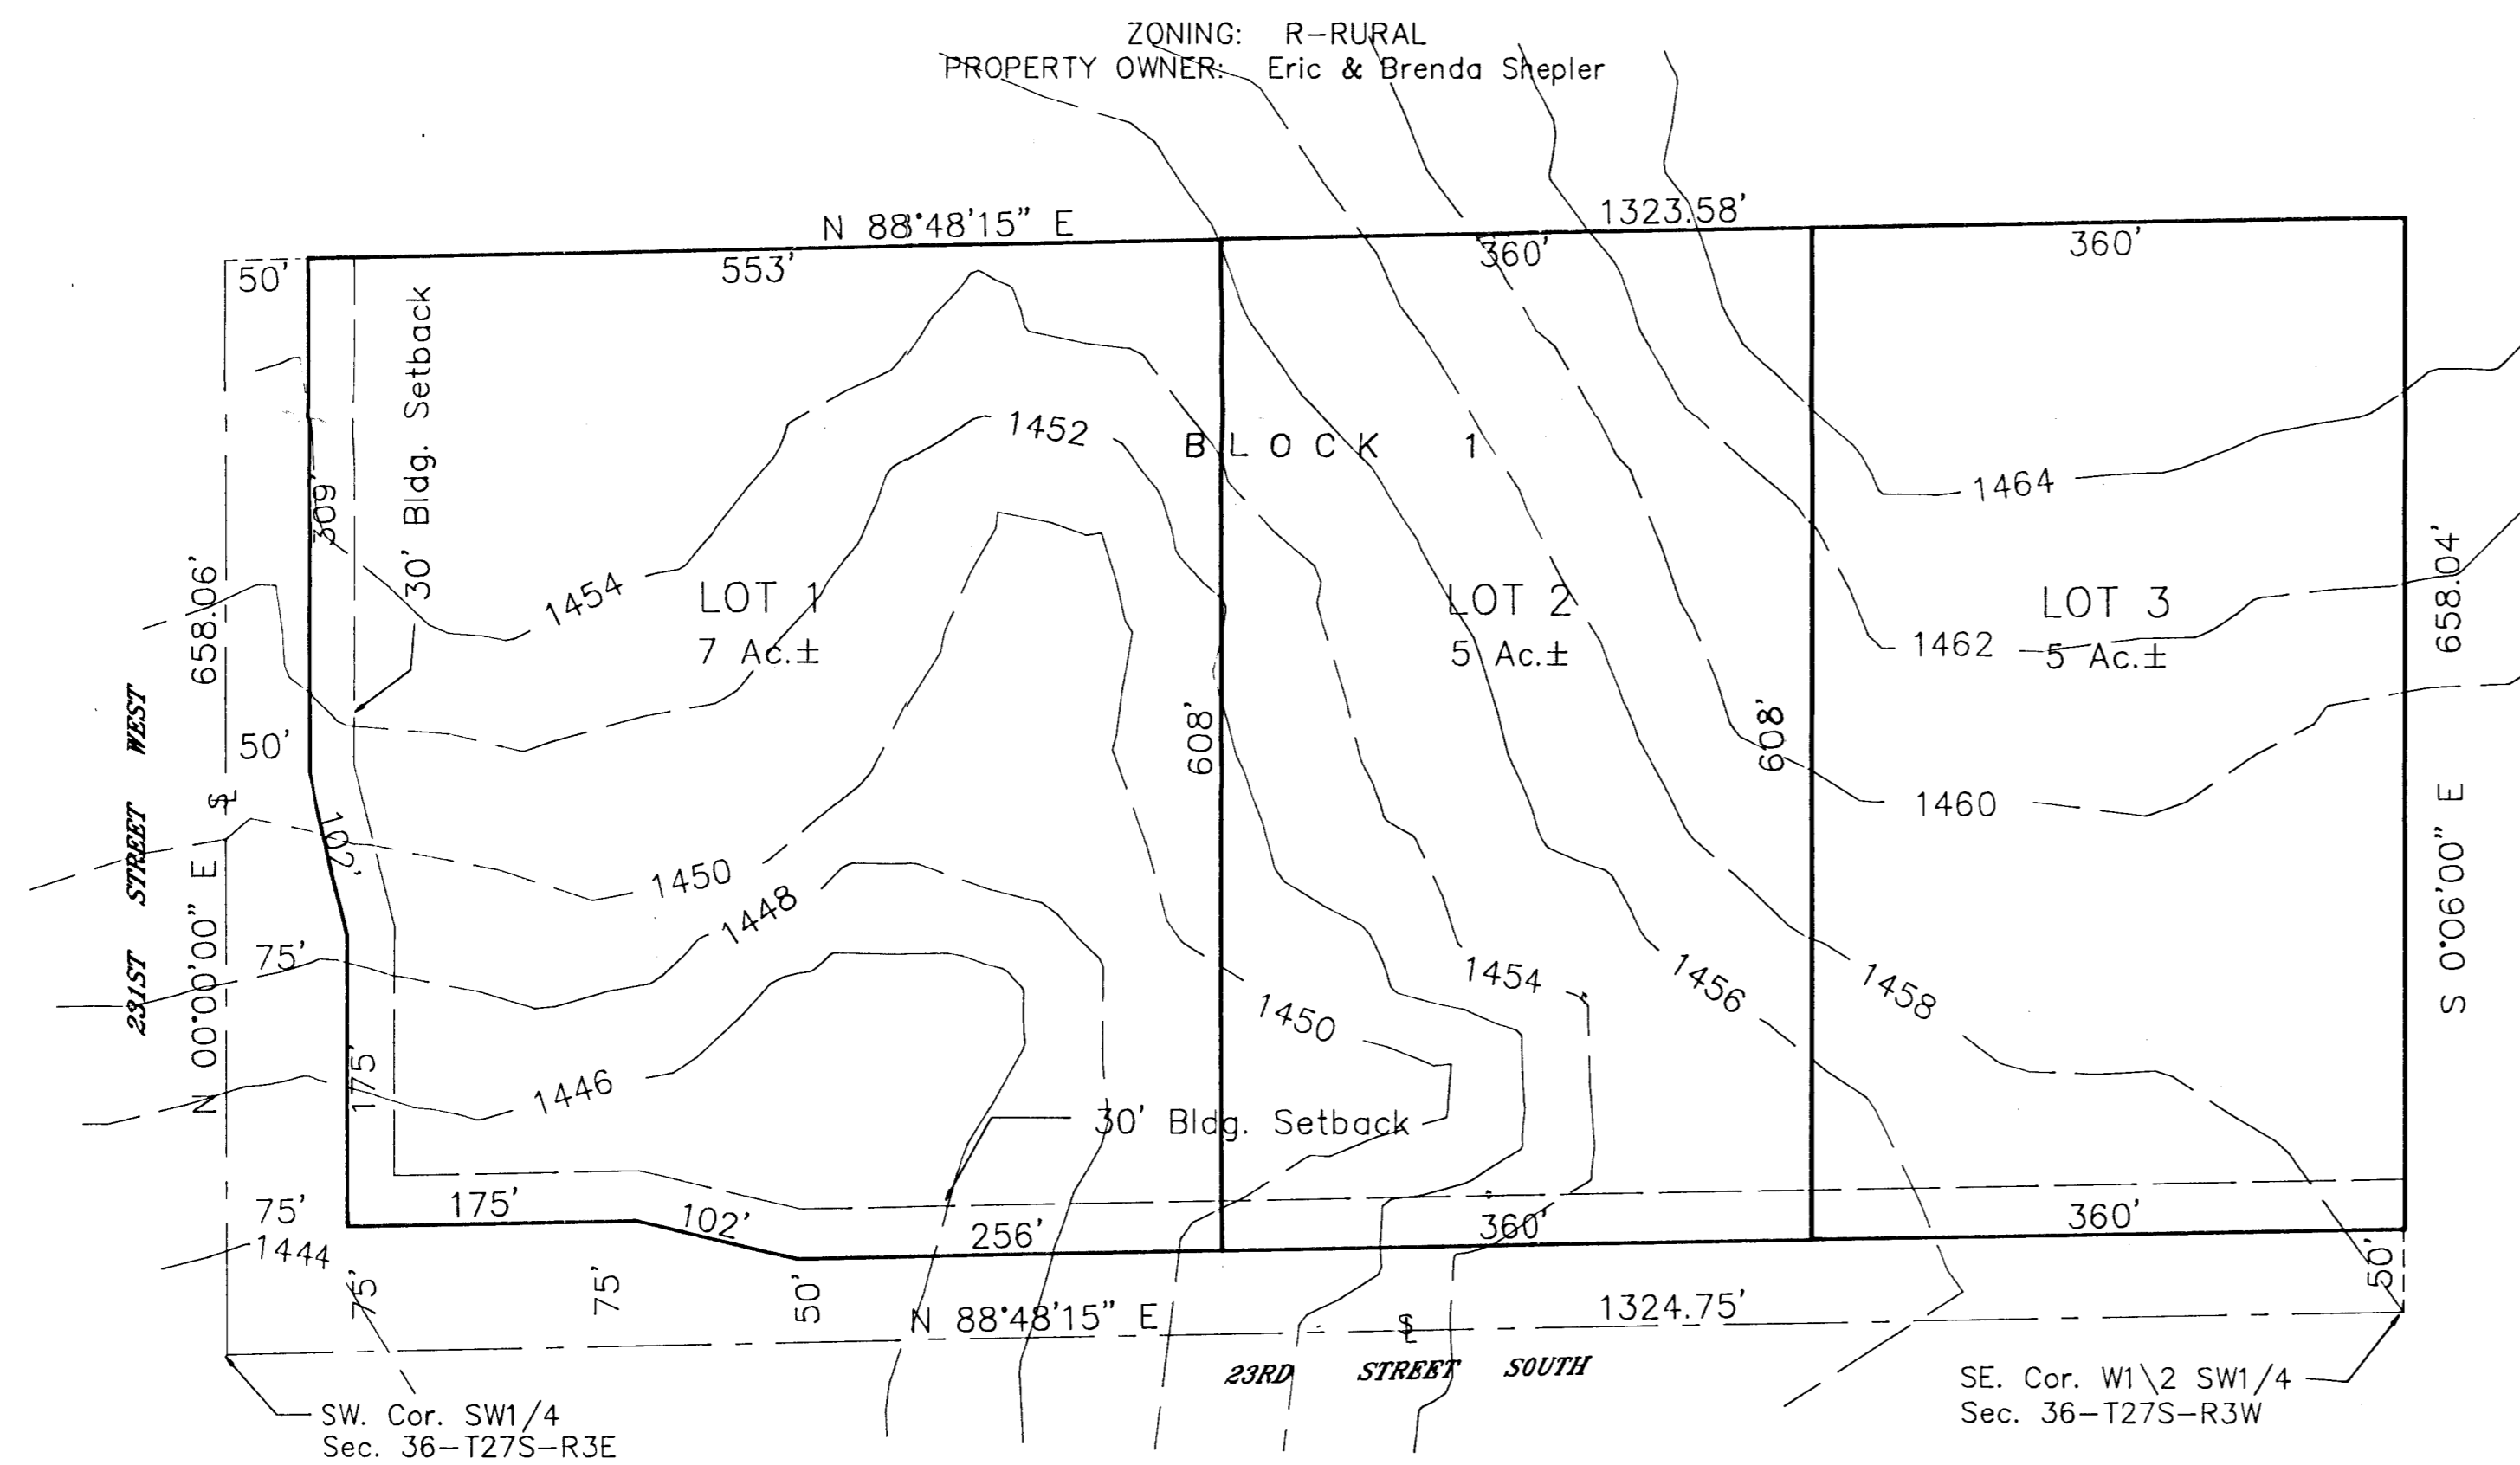 ZONING: R-RURAL
PROPERTY OWNER: Eric & Brenda Shepler
N 88°48'15" E
1323.58'
50'
553'
360'
360'
30' Bldg. Setback
1452
BLOCK 1
309'
1464
658.06'
1454
LOT 1
7 Ac.±
LOT 2
5 Ac.±
LOT 3
5 Ac.±
1462
658.04'
231ST STREET WEST
50'
608'
608'
℄
102'
1460
N 00°00'00" E
S 0°06'00" E
1450
1448
75'
1454
1456
1458
1450
175'
1446
30' Bldg. Setback
75'
175'
102'
256'
360'
360'
1444
75'
75'
50'
50'
N 88°48'15" E
℄
1324.75'
23RD STREET SOUTH
SW. Cor. SW1/4
Sec. 36-T27S-R3E
SE. Cor. W1\2 SW1/4
Sec. 36-T27S-R3W